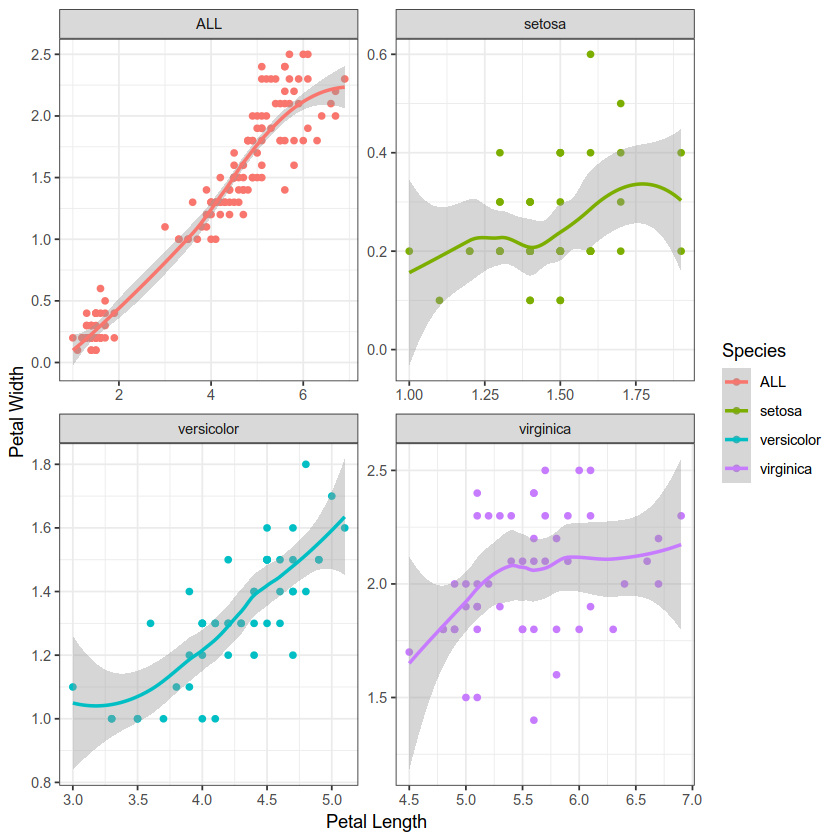 ALL
setosa
2.5
2.0
1.5
1.0
0.5
0.0
2 4 6
0.6
0.4
0.2
0.0
1.00 1.25 1.50 1.75
Petal Width
Species
ALL
setosa
versicolor
virginica
versicolor
virginica
1.8
1.6
1.4
1.2
1.0
0.8
3.0 3.5 4.0 4.5 5.0
2.5
2.0
1.5
4.5 5.0 5.5 6.0 6.5 7.0
Petal Length